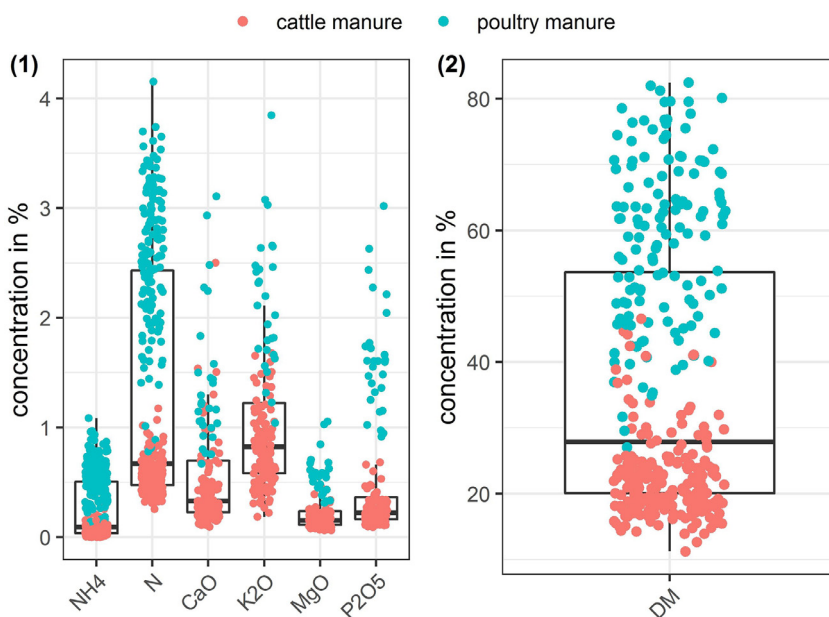 cattle manure poultry manure
(1)
(2)
concentration in %
4
3
2
1
0
NH4 N CaO K2O MgO P2O5
concentration in %
80
60
40
20
DM